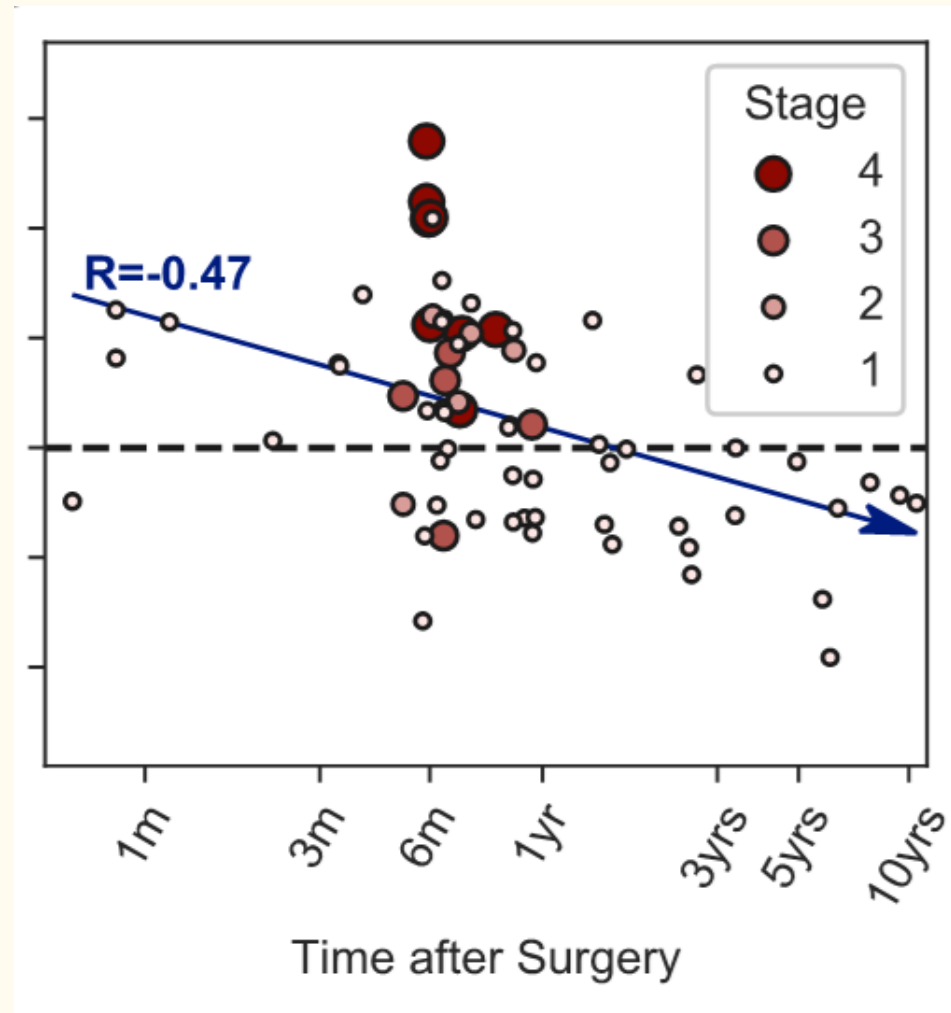 Stage
4
3
2
1
R=-0.47
1m
3m
6m
1yr
3yrs
5yrs
10yrs
Time after Surgery